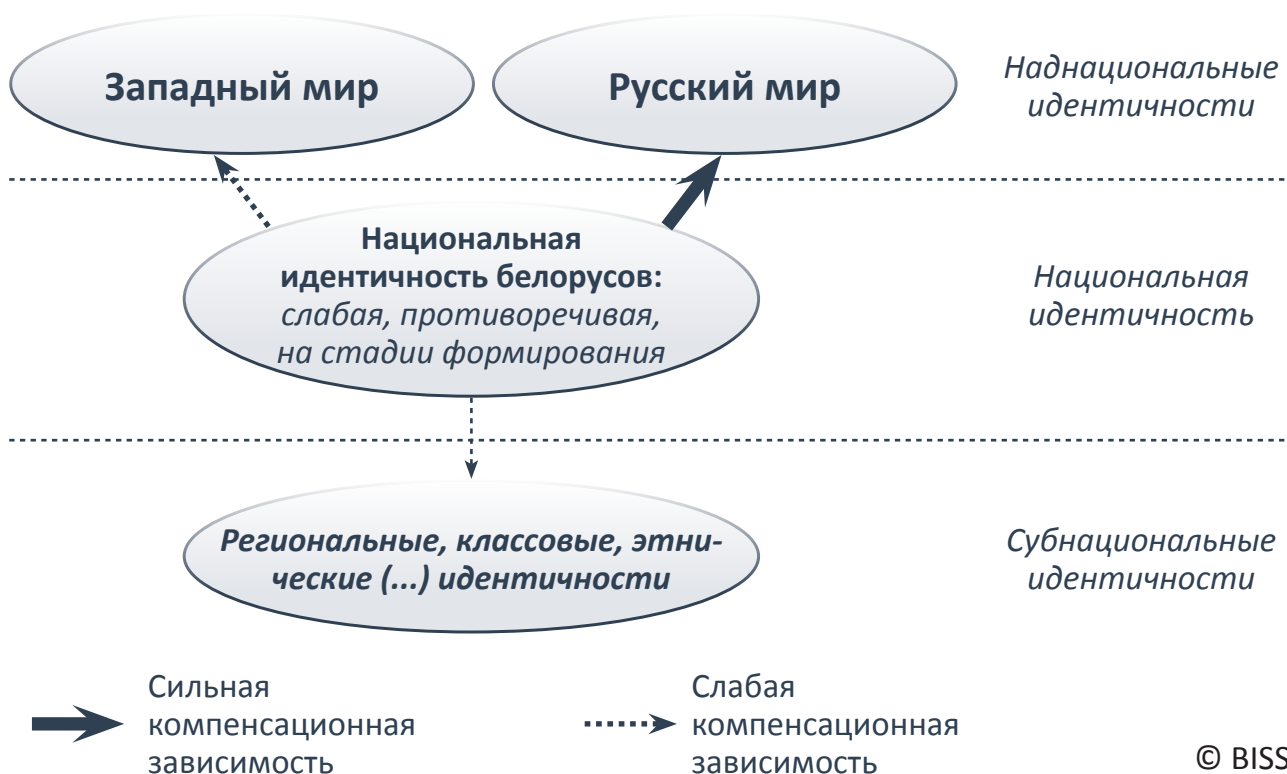 Западный мир
Русский мир
Наднациональные
идентичности
Национальная
идентичность белорусов:
слабая, противоречивая,
на стадии формирования
Национальная
идентичность
Региональные, классовые, этни-
ческие (...) идентичности
Субнациональные
идентичности
Сильная
компенсационная
зависимость
Слабая
компенсационная
зависимость
© BISS